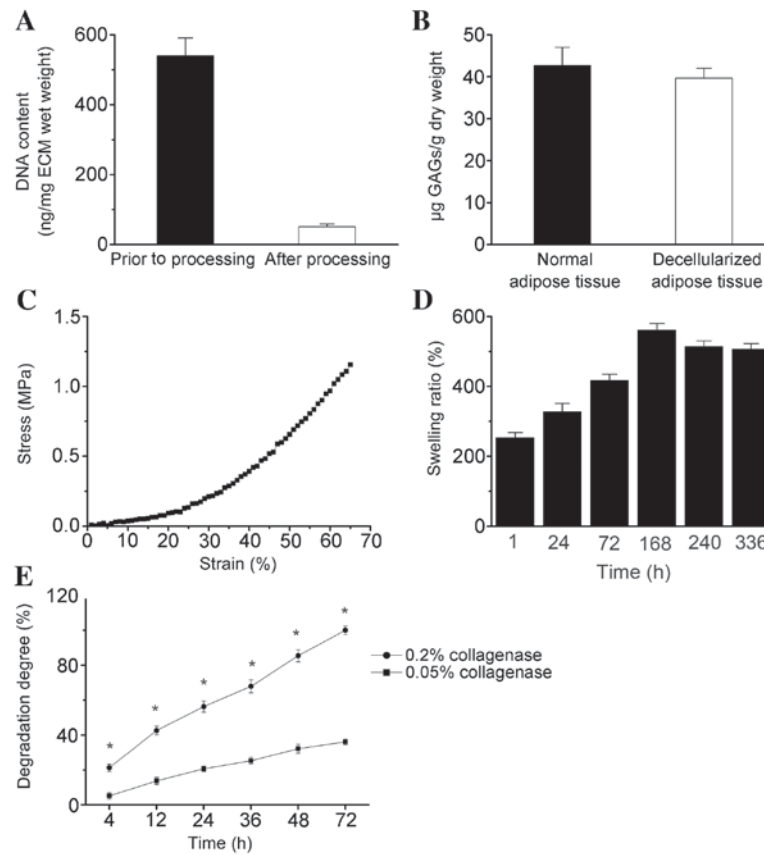 A
DNA content
(ng/mg ECM wet weight)
600
400
200
0
Prior to processing
After processing
B
µg GAGs/g dry weight
50
40
30
20
10
0
Normal
adipose tissue
Decellularized
adipose tissue
C
Stress (MPa)
1.5
1.0
0.5
0.0
0 10 20 30 40 50 60 70
Strain (%)
D
Swelling ratio (%)
600
400
200
0
1 24 72 168 240 336
Time (h)
E
Degradation degree (%)
120
80
40
0
* * * * * *
4 12 24 36 48 72
Time (h)
0.2% collagenase
0.05% collagenase